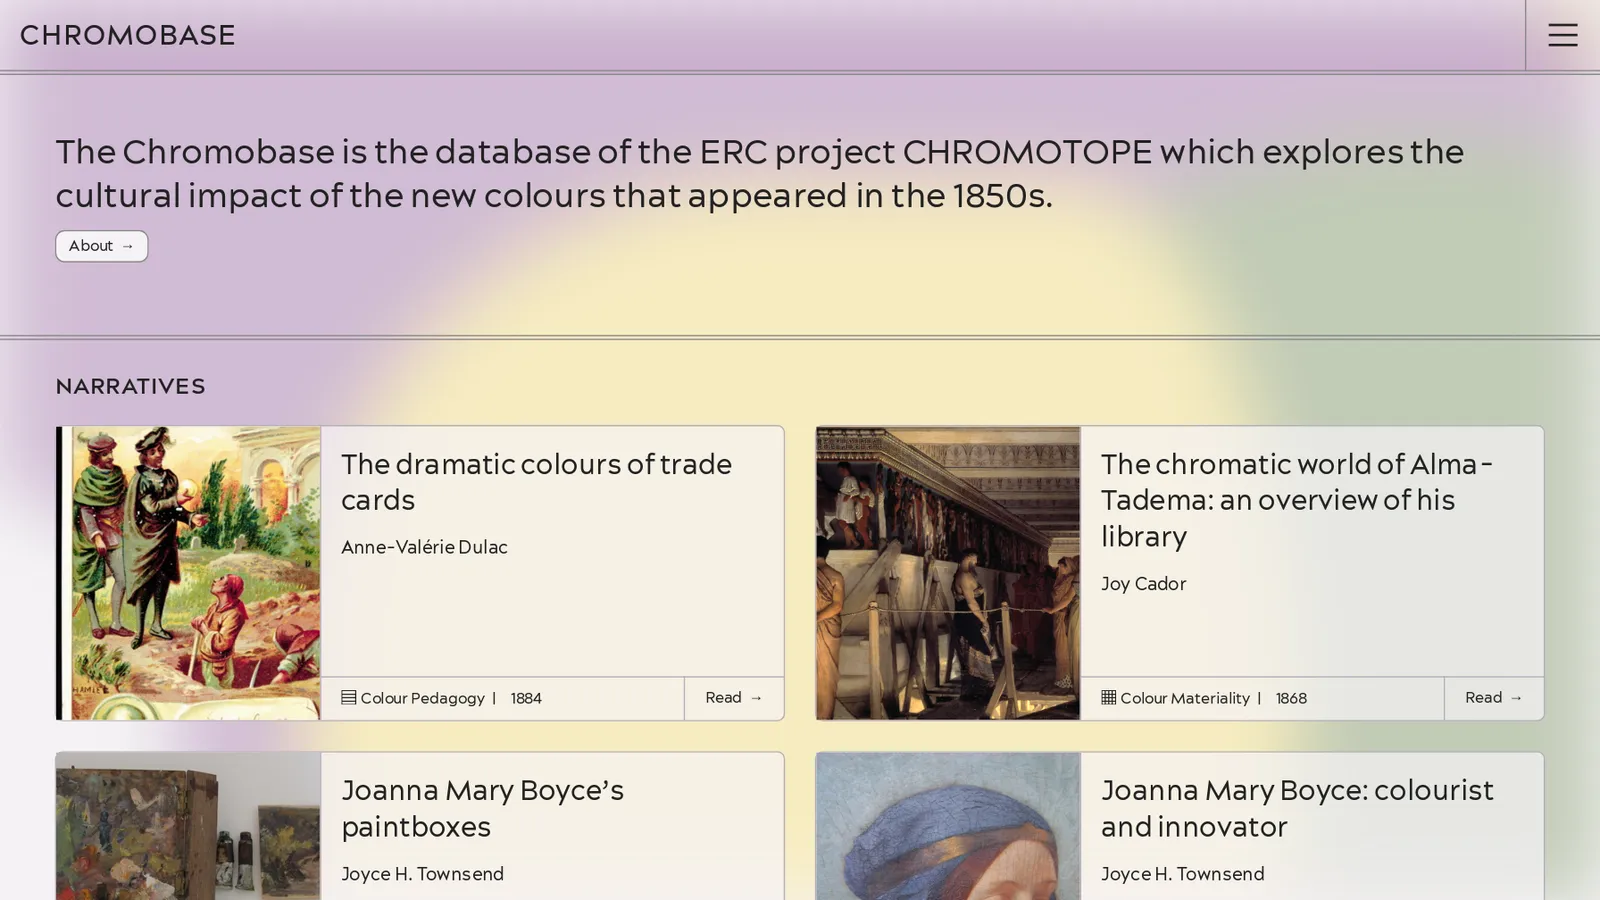 CHROMOBASE
The Chromobase is the database of the ERC project CHROMOTOPE which explores the
cultural impact of the new colours that appeared in the 1850s.
About →
NARRATIVES
The dramatic colours of trade
cards
Anne-Valérie Dulac
Colour Pedagogy | 1884
Read →
The chromatic world of Alma-
Tadema: an overview of his
library
Joy Cador
Colour Materiality | 1868
Read →
Joanna Mary Boyce’s
paintboxes
Joyce H. Townsend
Joanna Mary Boyce: colourist
and innovator
Joyce H. Townsend